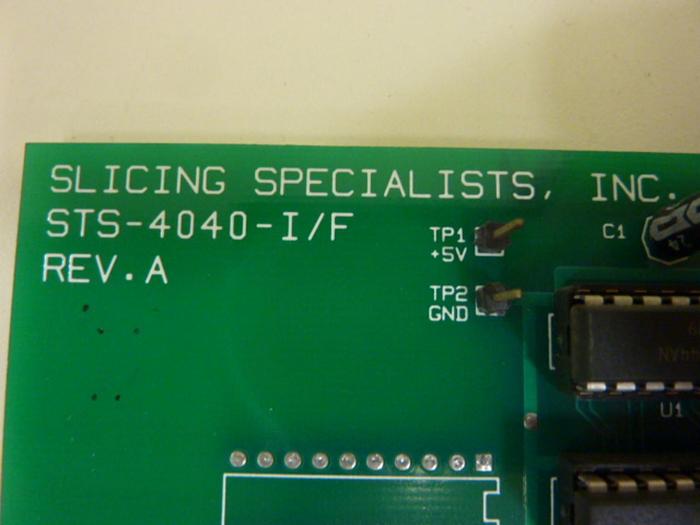 SLICING SPECIALISTS, INC.
STS-4040-I/F
REV.A
TP1
+5V
C1
TP2
GND
U1